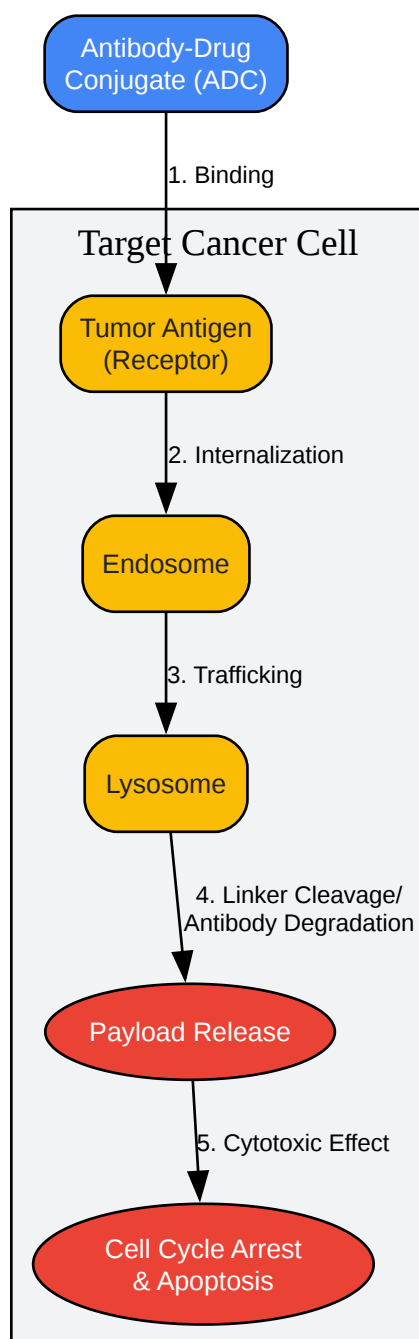 Antibody-Drug
Conjugate (ADC)
1. Binding
Target Cancer Cell
Tumor Antigen
(Receptor)
2. Internalization
Endosome
3. Trafficking
Lysosome
4. Linker Cleavage/
Antibody Degradation
Payload Release
5. Cytotoxic Effect
Cell Cycle Arrest
& Apoptosis